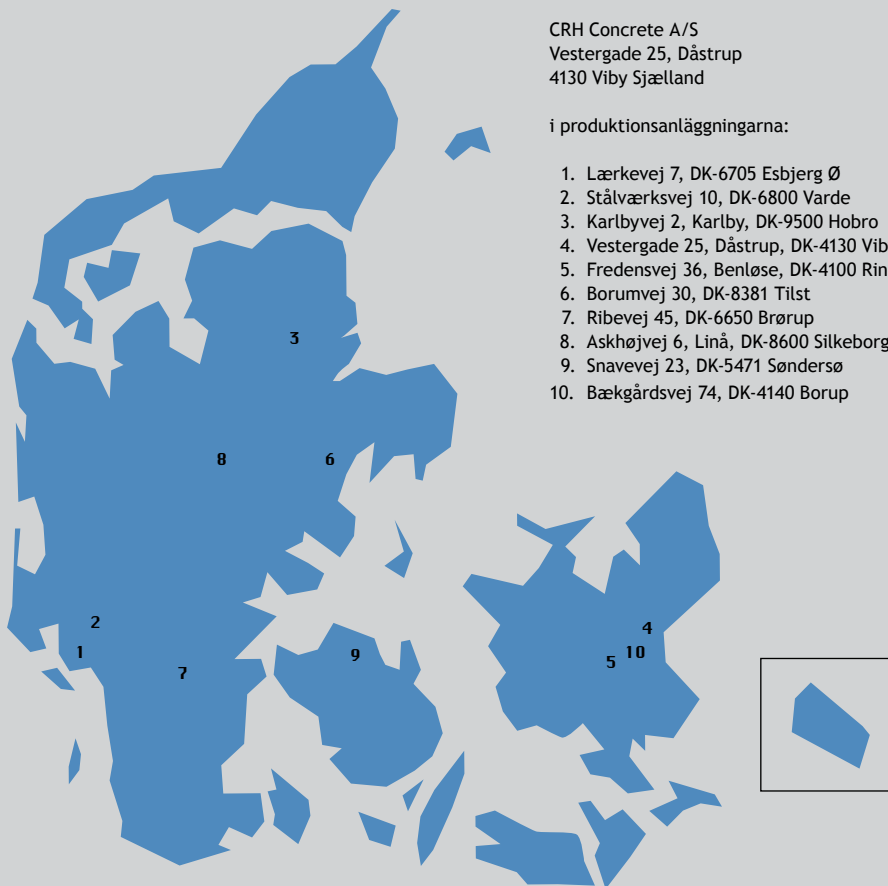 CRH Concrete A/S
Vestergade 25, Dåstrup
4130 Viby Sjælland
i produktionsanläggningarna:
1. Lærkevej 7, DK-6705 Esbjerg Ø
2. Stålværksvej 10, DK-6800 Varde
3. Karlbyvej 2, Karlby, DK-9500 Hobro
4. Vestergade 25, Dåstrup, DK-4130 Vib
5. Fredensvej 36, Benløse, DK-4100 Rin
6. Borumvej 30, DK-8381 Tilst
7. Ribevej 45, DK-6650 Brørup
8. Askhøjvej 6, Linå, DK-8600 Silkeborg
9. Snavevej 23, DK-5471 Søndersø
10. Bækgårdsvej 74, DK-4140 Borup
3
8
6
2
1
7
9
4
10
5